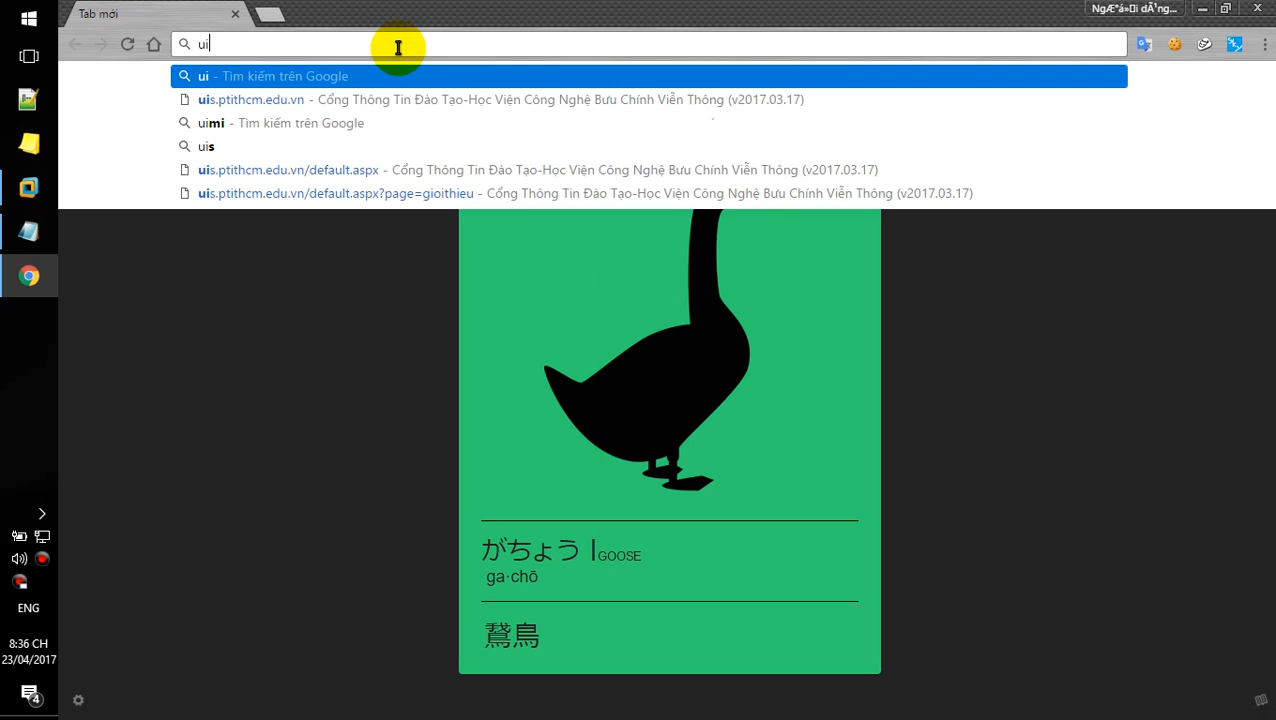 Tab mới
NgÆ°á»i dÃ¹ng...
ui
ui - Tìm kiếm trên Google
uis.ptithcm.edu.vn - Cổng Thông Tin Đào Tạo-Học Viện Công Nghệ Bưu Chính Viễn Thông (v2017.03.17)
uimi - Tìm kiếm trên Google
uis
uis.ptithcm.edu.vn/default.aspx - Cổng Thông Tin Đào Tạo-Học Viện Công Nghệ Bưu Chính Viễn Thông (v2017.03.17)
uis.ptithcm.edu.vn/default.aspx?page=gioithieu - Cổng Thông Tin Đào Tạo-Học Viện Công Nghệ Bưu Chính Viễn Thông (v2017.03.17)
がちょう | GOOSE
ga·chō
鵞鳥
ENG
8:36 CH
23/04/2017
4